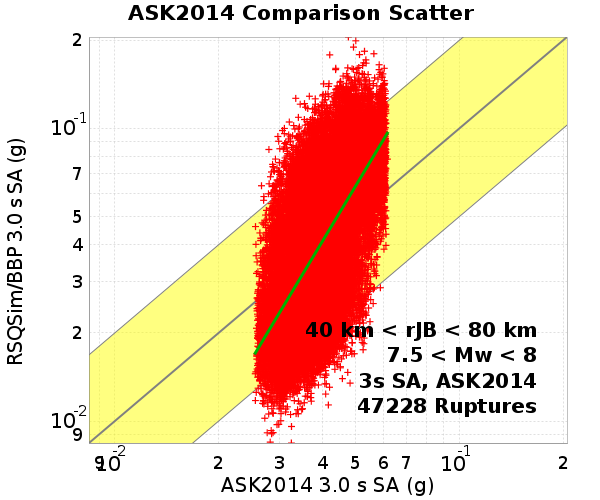 ASK2014 Comparison Scatter
RSQSim/BBP 3.0 s SA (g)
2
10-1
7
5
4
3
2
10-2
9
40 km < rJB < 80 km
7.5 < Mw < 8
3s SA, ASK2014
47228 Ruptures
9 10-2 2 3 4 5 6 7 10-1 2
ASK2014 3.0 s SA (g)